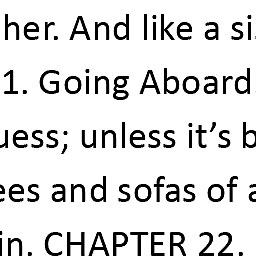 her. And like a si
1. Going Aboard
uess; unless it’s b
ees and sofas of a
in. CHAPTER 22.